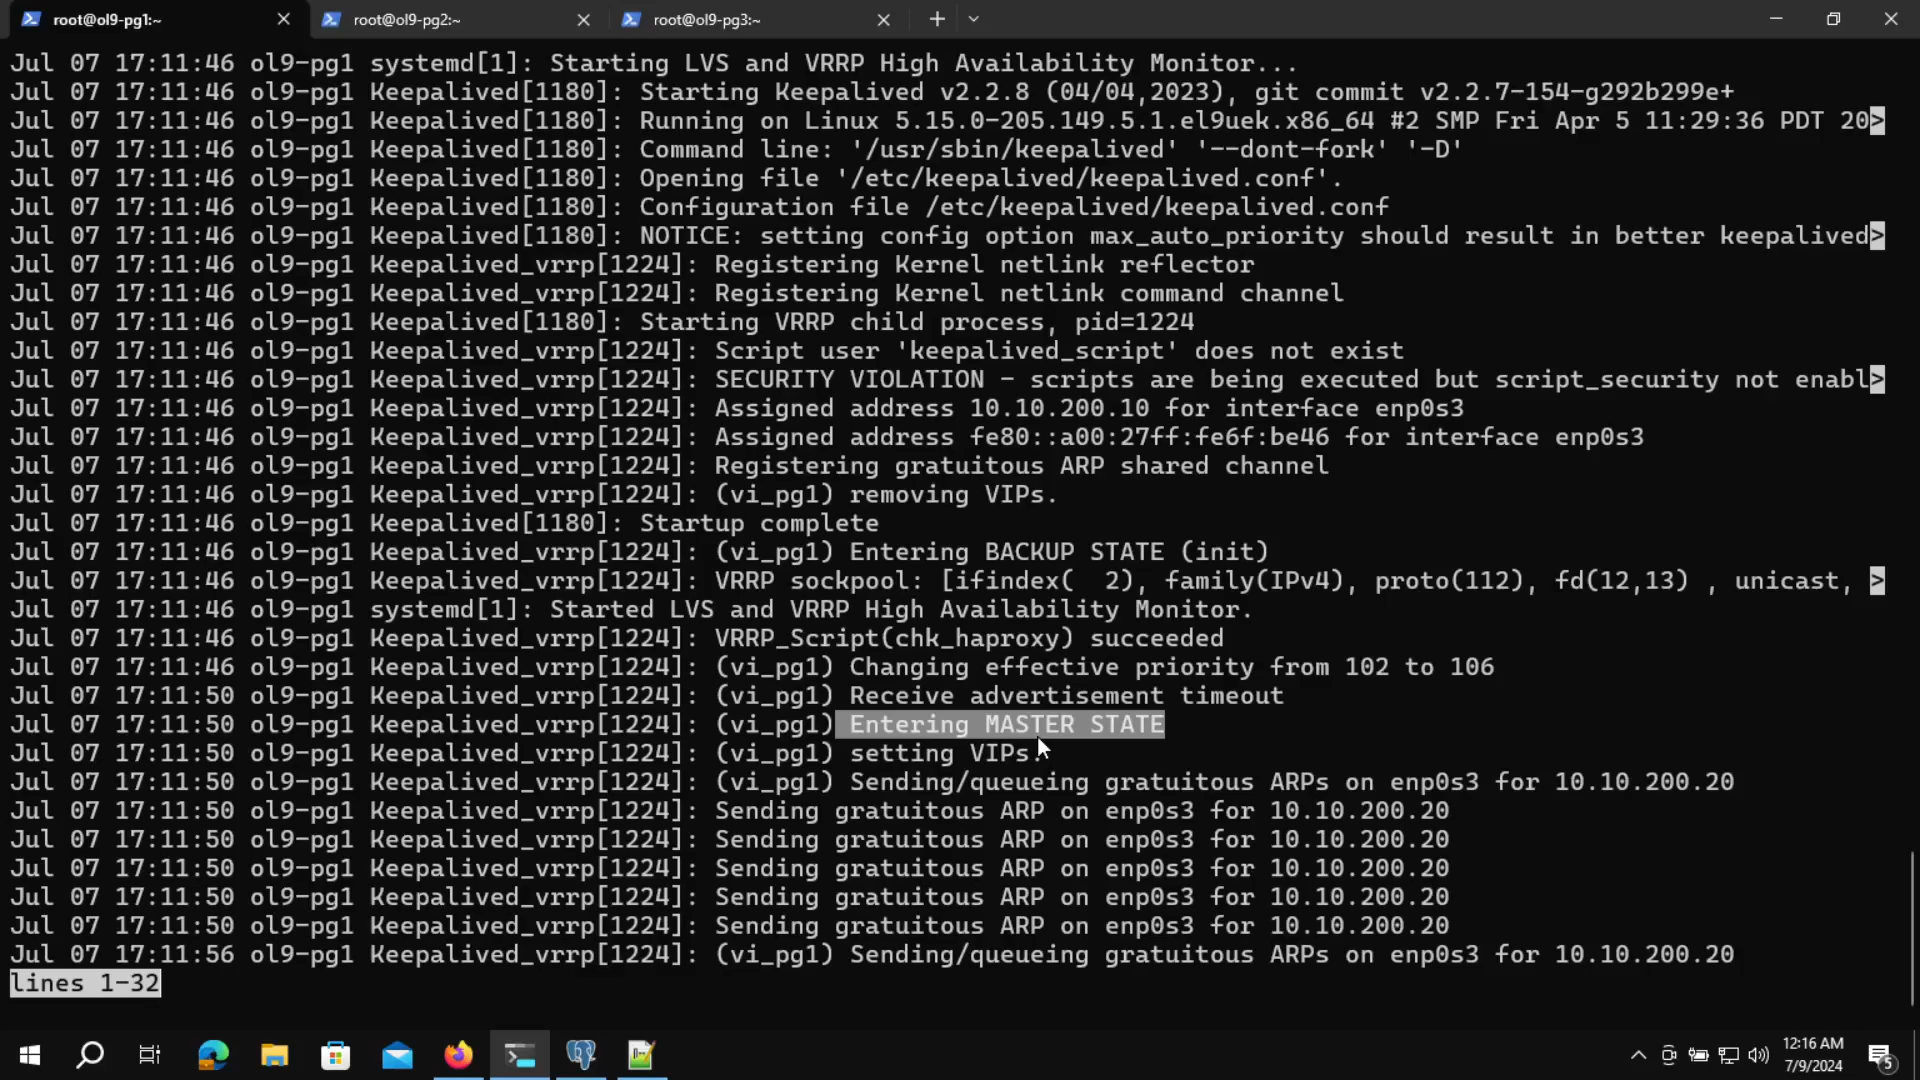 root@ol9-pg1:~
root@ol9-pg2:~
root@ol9-pg3:~
Jul 07 17:11:46 ol9-pg1 systemd[1]: Starting LVS and VRRP High Availability Monitor...
Jul 07 17:11:46 ol9-pg1 Keepalived[1180]: Starting Keepalived v2.2.8 (04/04,2023), git commit v2.2.7-154-g292b299e+
Jul 07 17:11:46 ol9-pg1 Keepalived[1180]: Running on Linux 5.15.0-205.149.5.1.el9uek.x86_64 #2 SMP Fri Apr 5 11:29:36 PDT 20>
Jul 07 17:11:46 ol9-pg1 Keepalived[1180]: Command line: '/usr/sbin/keepalived' '--dont-fork' '-D'
Jul 07 17:11:46 ol9-pg1 Keepalived[1180]: Opening file '/etc/keepalived/keepalived.conf'.
Jul 07 17:11:46 ol9-pg1 Keepalived[1180]: Configuration file /etc/keepalived/keepalived.conf
Jul 07 17:11:46 ol9-pg1 Keepalived[1180]: NOTICE: setting config option max_auto_priority should result in better keepalived>
Jul 07 17:11:46 ol9-pg1 Keepalived_vrrp[1224]: Registering Kernel netlink reflector
Jul 07 17:11:46 ol9-pg1 Keepalived_vrrp[1224]: Registering Kernel netlink command channel
Jul 07 17:11:46 ol9-pg1 Keepalived[1180]: Starting VRRP child process, pid=1224
Jul 07 17:11:46 ol9-pg1 Keepalived_vrrp[1224]: Script user 'keepalived_script' does not exist
Jul 07 17:11:46 ol9-pg1 Keepalived_vrrp[1224]: SECURITY VIOLATION - scripts are being executed but script_security not enabl>
Jul 07 17:11:46 ol9-pg1 Keepalived_vrrp[1224]: Assigned address 10.10.200.10 for interface enp0s3
Jul 07 17:11:46 ol9-pg1 Keepalived_vrrp[1224]: Assigned address fe80::a00:27ff:fe6f:be46 for interface enp0s3
Jul 07 17:11:46 ol9-pg1 Keepalived_vrrp[1224]: Registering gratuitous ARP shared channel
Jul 07 17:11:46 ol9-pg1 Keepalived_vrrp[1224]: (vi_pg1) removing VIPs.
Jul 07 17:11:46 ol9-pg1 Keepalived[1180]: Startup complete
Jul 07 17:11:46 ol9-pg1 Keepalived_vrrp[1224]: (vi_pg1) Entering BACKUP STATE (init)
Jul 07 17:11:46 ol9-pg1 Keepalived_vrrp[1224]: VRRP sockpool: [ifindex(  2), family(IPv4), proto(112), fd(12,13) , unicast, >
Jul 07 17:11:46 ol9-pg1 systemd[1]: Started LVS and VRRP High Availability Monitor.
Jul 07 17:11:46 ol9-pg1 Keepalived_vrrp[1224]: VRRP_Script(chk_haproxy) succeeded
Jul 07 17:11:46 ol9-pg1 Keepalived_vrrp[1224]: (vi_pg1) Changing effective priority from 102 to 106
Jul 07 17:11:50 ol9-pg1 Keepalived_vrrp[1224]: (vi_pg1) Receive advertisement timeout
Jul 07 17:11:50 ol9-pg1 Keepalived_vrrp[1224]: (vi_pg1) Entering MASTER STATE
Jul 07 17:11:50 ol9-pg1 Keepalived_vrrp[1224]: (vi_pg1) setting VIPs.
Jul 07 17:11:50 ol9-pg1 Keepalived_vrrp[1224]: (vi_pg1) Sending/queueing gratuitous ARPs on enp0s3 for 10.10.200.20
Jul 07 17:11:50 ol9-pg1 Keepalived_vrrp[1224]: Sending gratuitous ARP on enp0s3 for 10.10.200.20
Jul 07 17:11:50 ol9-pg1 Keepalived_vrrp[1224]: Sending gratuitous ARP on enp0s3 for 10.10.200.20
Jul 07 17:11:50 ol9-pg1 Keepalived_vrrp[1224]: Sending gratuitous ARP on enp0s3 for 10.10.200.20
Jul 07 17:11:50 ol9-pg1 Keepalived_vrrp[1224]: Sending gratuitous ARP on enp0s3 for 10.10.200.20
Jul 07 17:11:50 ol9-pg1 Keepalived_vrrp[1224]: Sending gratuitous ARP on enp0s3 for 10.10.200.20
Jul 07 17:11:56 ol9-pg1 Keepalived_vrrp[1224]: (vi_pg1) Sending/queueing gratuitous ARPs on enp0s3 for 10.10.200.20
lines 1-32
12:16 AM
7/9/2024
5